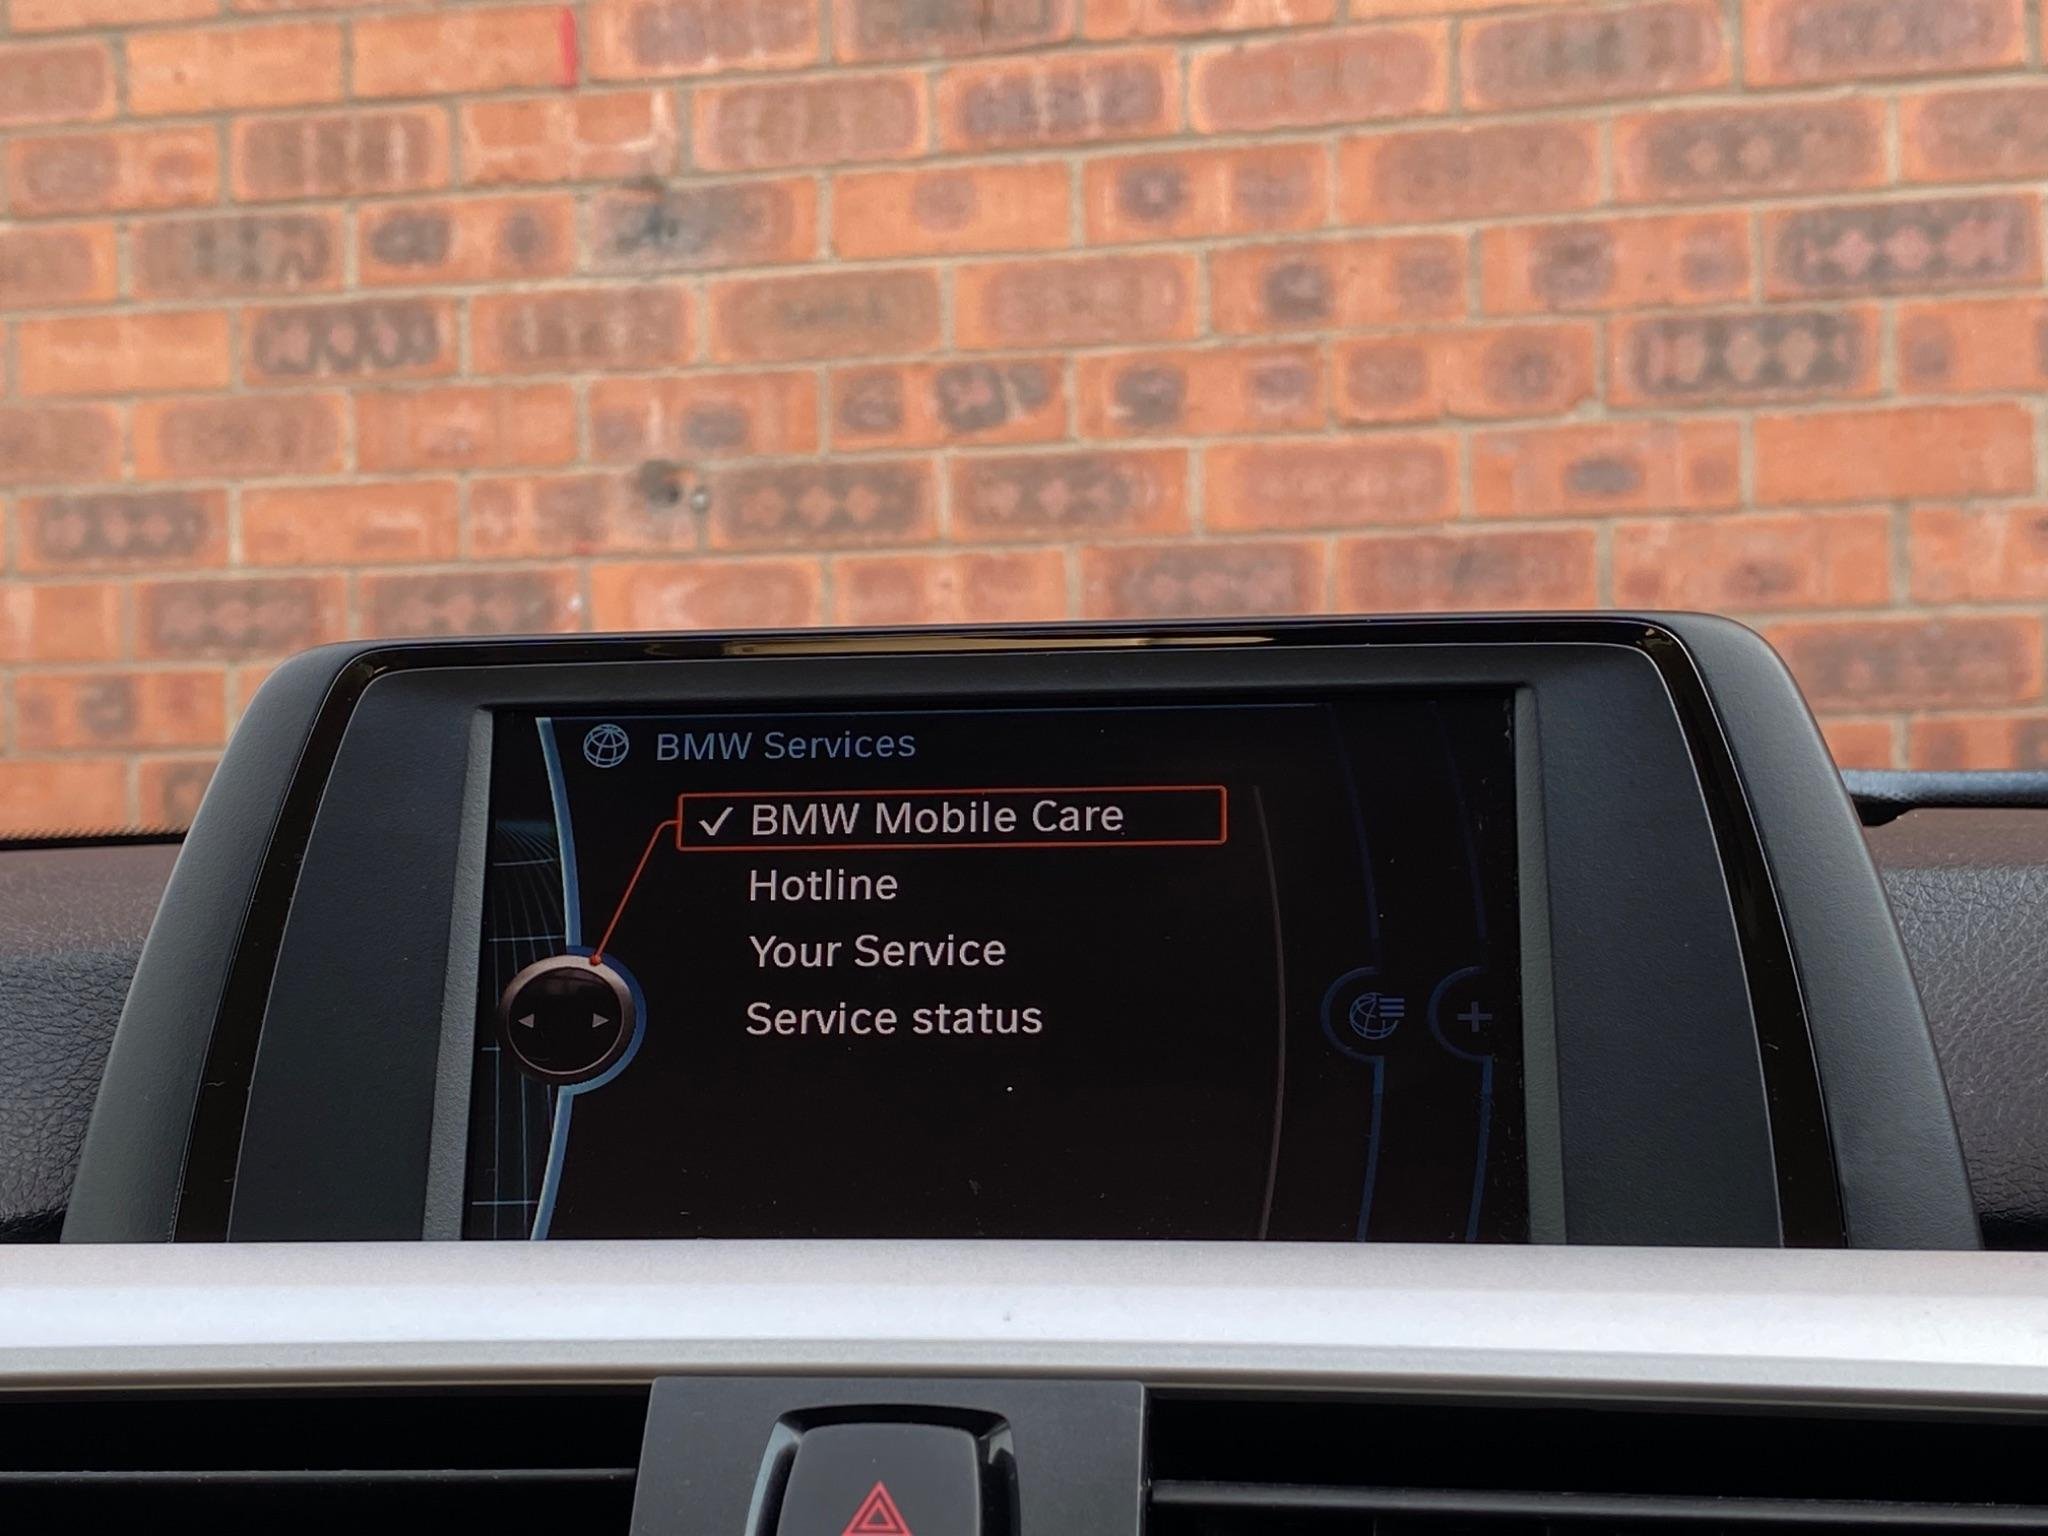 BMW Services
✓ BMW Mobile Care
Hotline
Your Service
Service status